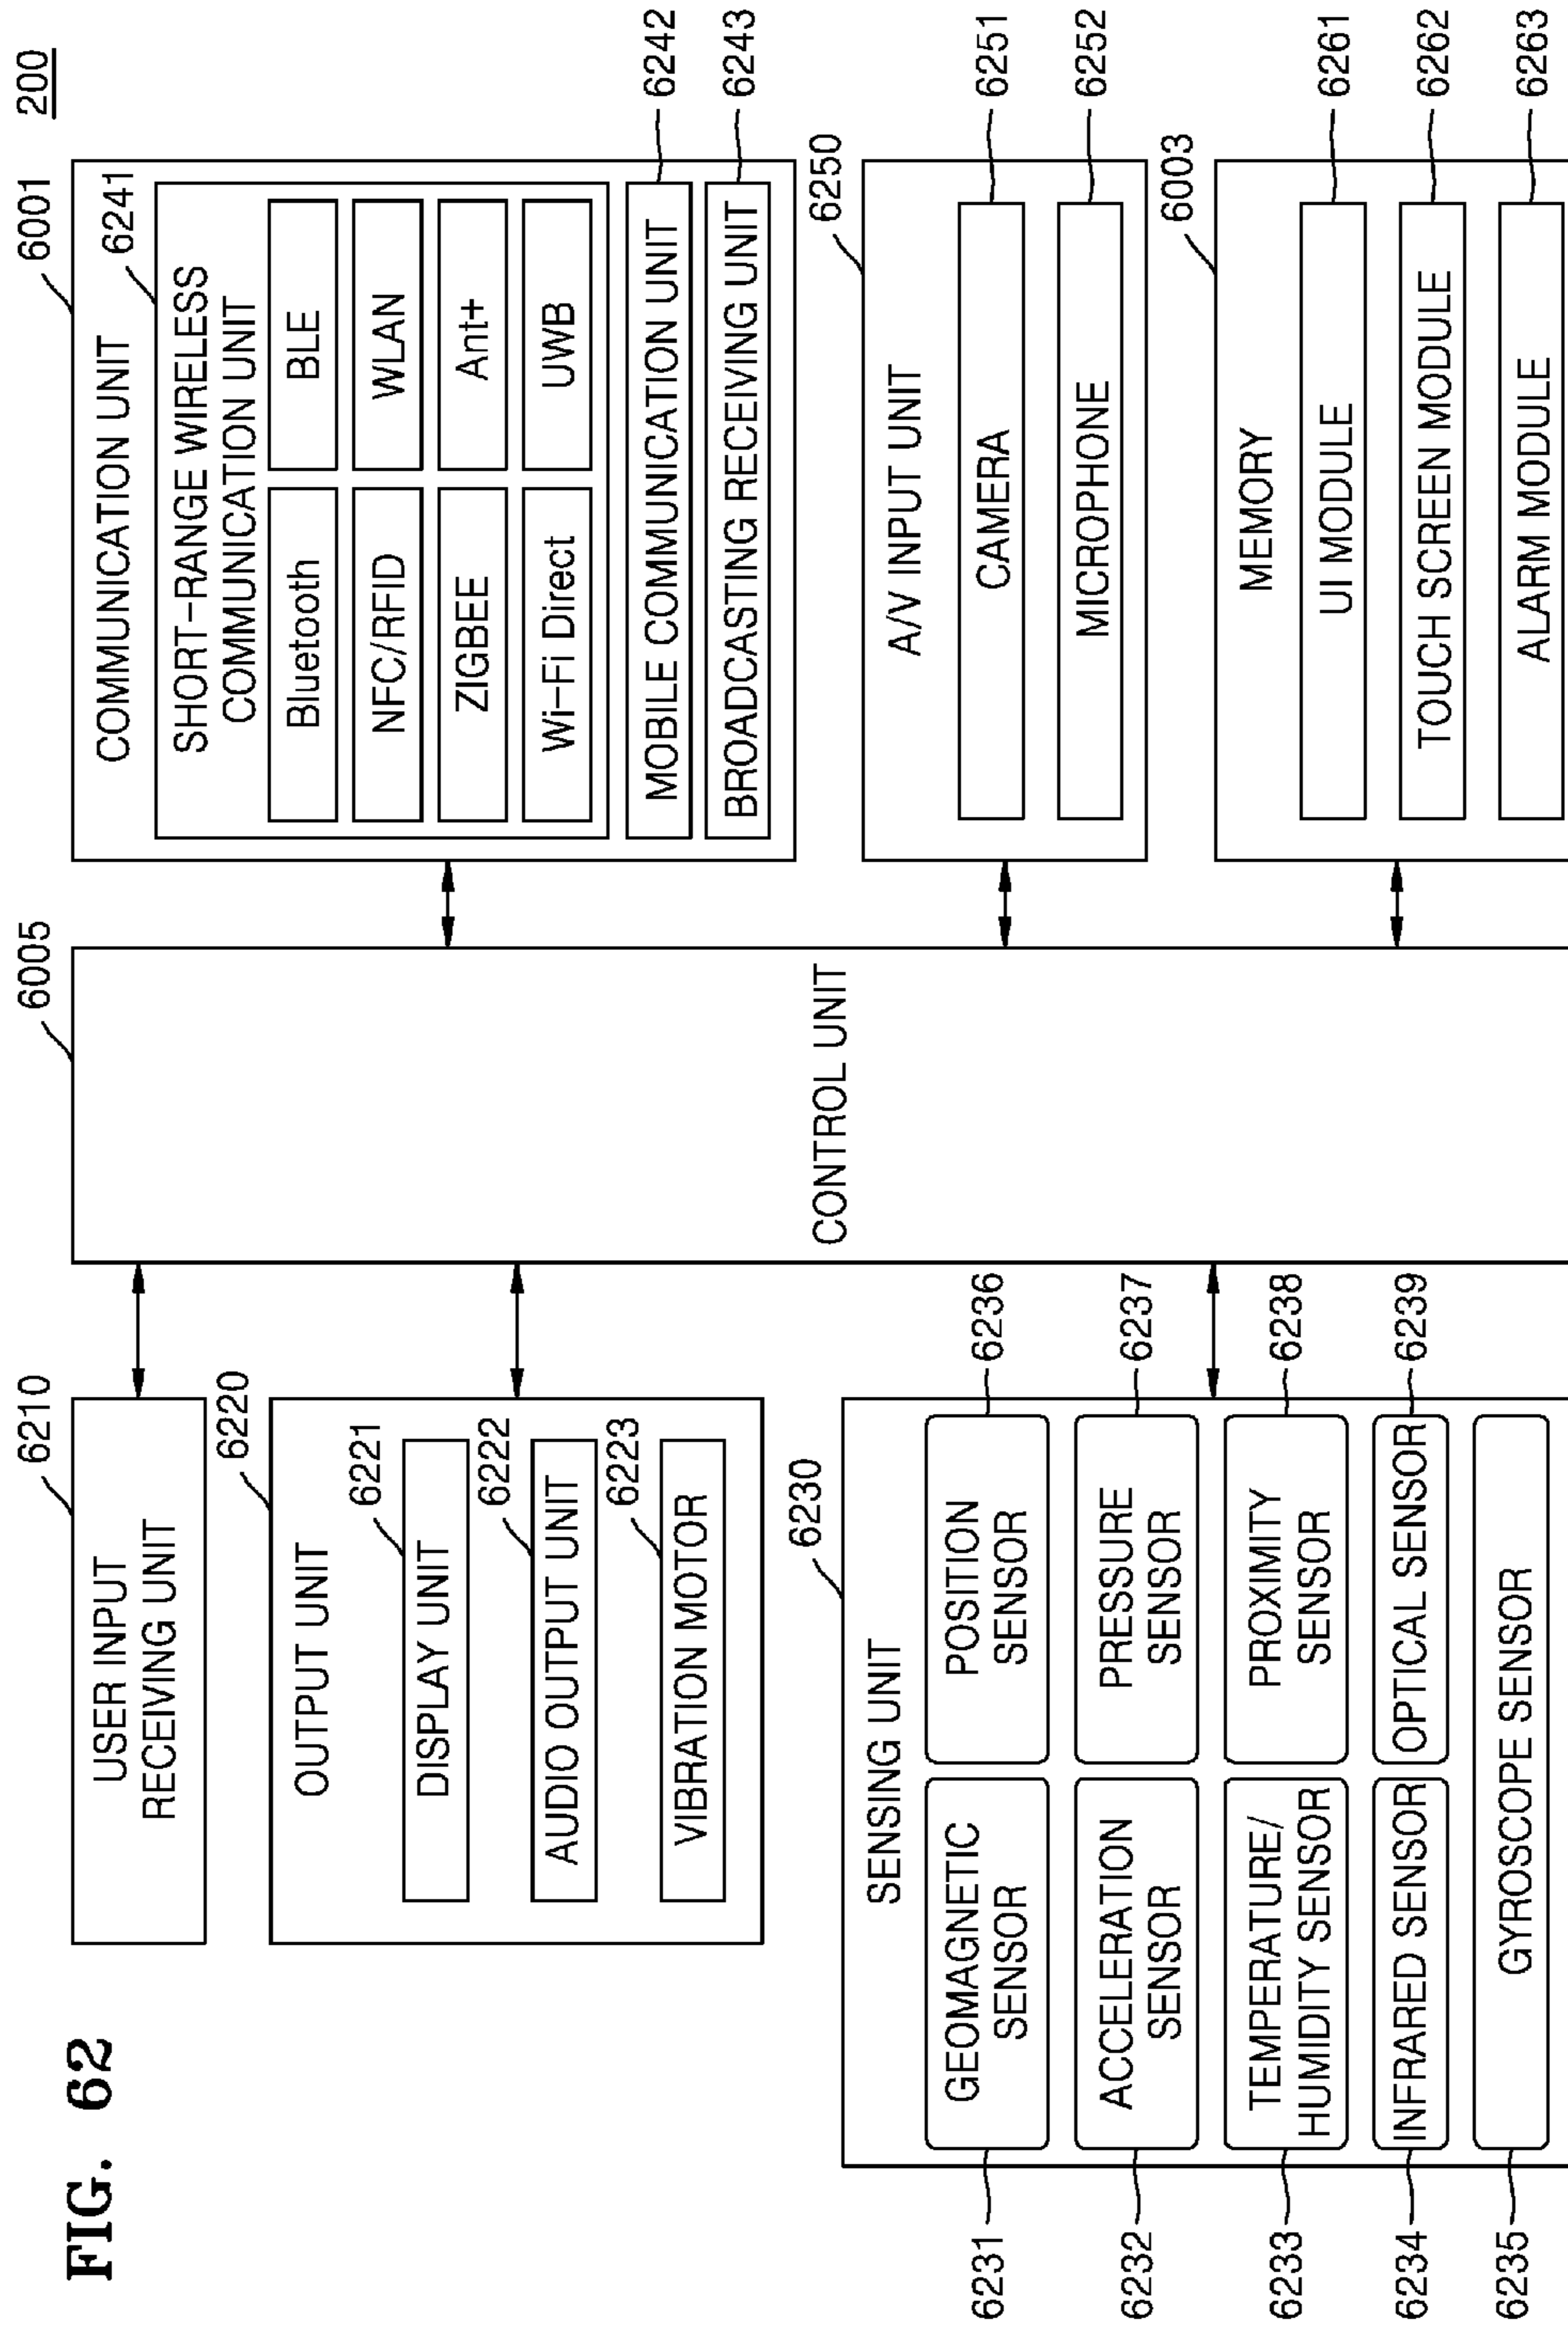 FIG. 62
200
6210
USER INPUT
RECEIVING UNIT
6220
OUTPUT UNIT
6221
DISPLAY UNIT
6222
AUDIO OUTPUT UNIT
6223
VIBRATION MOTOR
6230
SENSING UNIT
6231
GEOMAGNETIC
SENSOR
POSITION
SENSOR
6236
6232
ACCELERATION
SENSOR
PRESSURE
SENSOR
6237
6233
TEMPERATURE/
HUMIDITY SENSOR
PROXIMITY
SENSOR
6238
6234
INFRARED SENSOR
OPTICAL SENSOR
6239
6235
GYROSCOPE SENSOR
6005
CONTROL UNIT
6001
COMMUNICATION UNIT
6241
SHORT-RANGE WIRELESS
COMMUNICATION UNIT
Bluetooth
BLE
NFC/RFID
WLAN
ZIGBEE
Ant+
Wi-Fi Direct
UWB
MOBILE COMMUNICATION UNIT
6242
BROADCASTING RECEIVING UNIT
6243
6250
A/V INPUT UNIT
CAMERA
6251
MICROPHONE
6252
6003
MEMORY
UI MODULE
6261
TOUCH SCREEN MODULE
6262
ALARM MODULE
6263